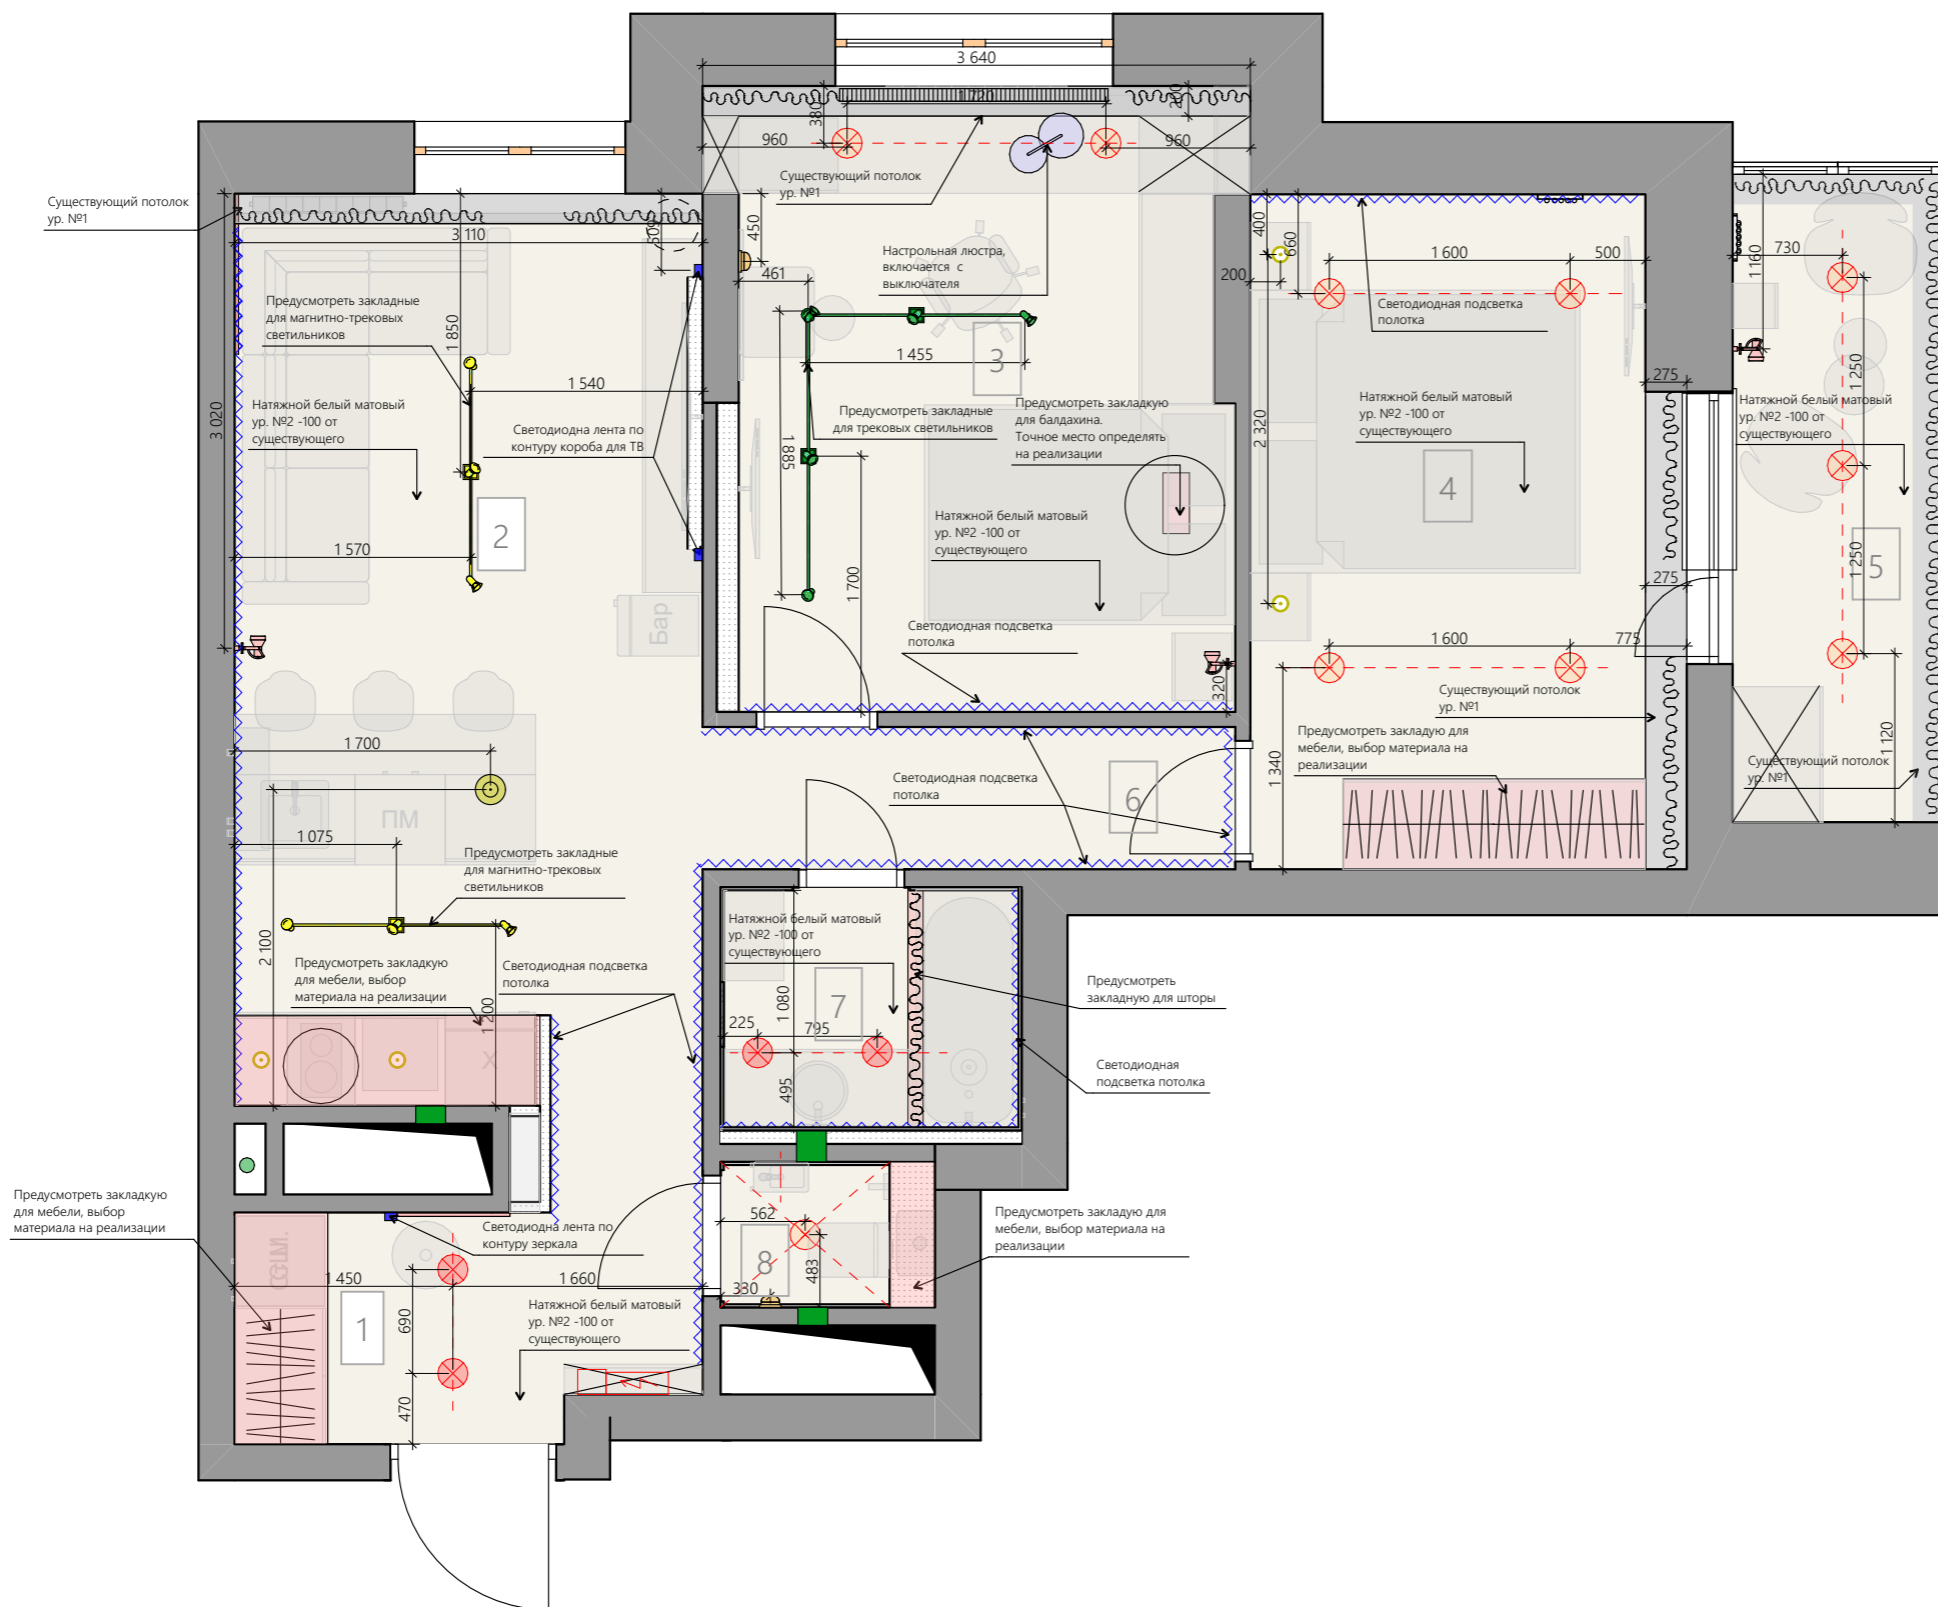 3 640
1 720
380
200
960
960
Существующий потолок
ур. №1
Существующий потолок
ур. №1
3 110
450
461
Настрольная люстра,
включается с
выключателя
400
660
200
1 600
500
Светодиодная подсветка
полотка
1 160
730
Предусмотреть закладные
для магнитно-трековых
светильников
1 850
1 540
1 455
3
275
1 250
3 020
Натяжной белый матовый
ур. №2 -100 от
существующего
Светодиодна лента по
контуру короба для ТВ
Предусмотреть закладные
для трековых светильников
1 885
Предусмотреть закладку
для балдахина.
Точное место определять
на реализации
2 320
Натяжной белый матовый
ур. №2 -100 от
существующего
4
Натяжной белый матовый
ур. №2 -100 от
существующего
2
1 570
Натяжной белый матовый
ур. №2 -100 от
существующего
1 700
275
1 250
5
Бар
Светодиодная подсветка
потолка
320
1 600
775
Существующий потолок
ур. №1
Предусмотреть закладую для
мебели, выбор материала на
реализации
1 340
1 120
Существующий потолок
ур. №1
1 700
Светодиодная подсветка
потолка
6
ПМ
1 075
Предусмотреть закладные
для магнитно-трековых
светильников
2 100
Предусмотреть закладкую
для мебели, выбор
материала на реализации
1 200
Светодиодная подсветка
потолка
Натяжной белый матовый
ур. №2 -100 от
существующего
7
1 080
225
795
495
Предусмотреть
закладную для шторы
Светодиодная
подсветка потолка
X
Предусмотреть закладкую
для мебели, выбор
материала на реализации
Светодиодна лента по
контуру зеркала
562
8
483
330
Предусмотреть закладую для
мебели, выбор материала на
реализации
1 450
1 660
1
690
470
Натяжной белый матовый
ур. №2 -100 от
существующего